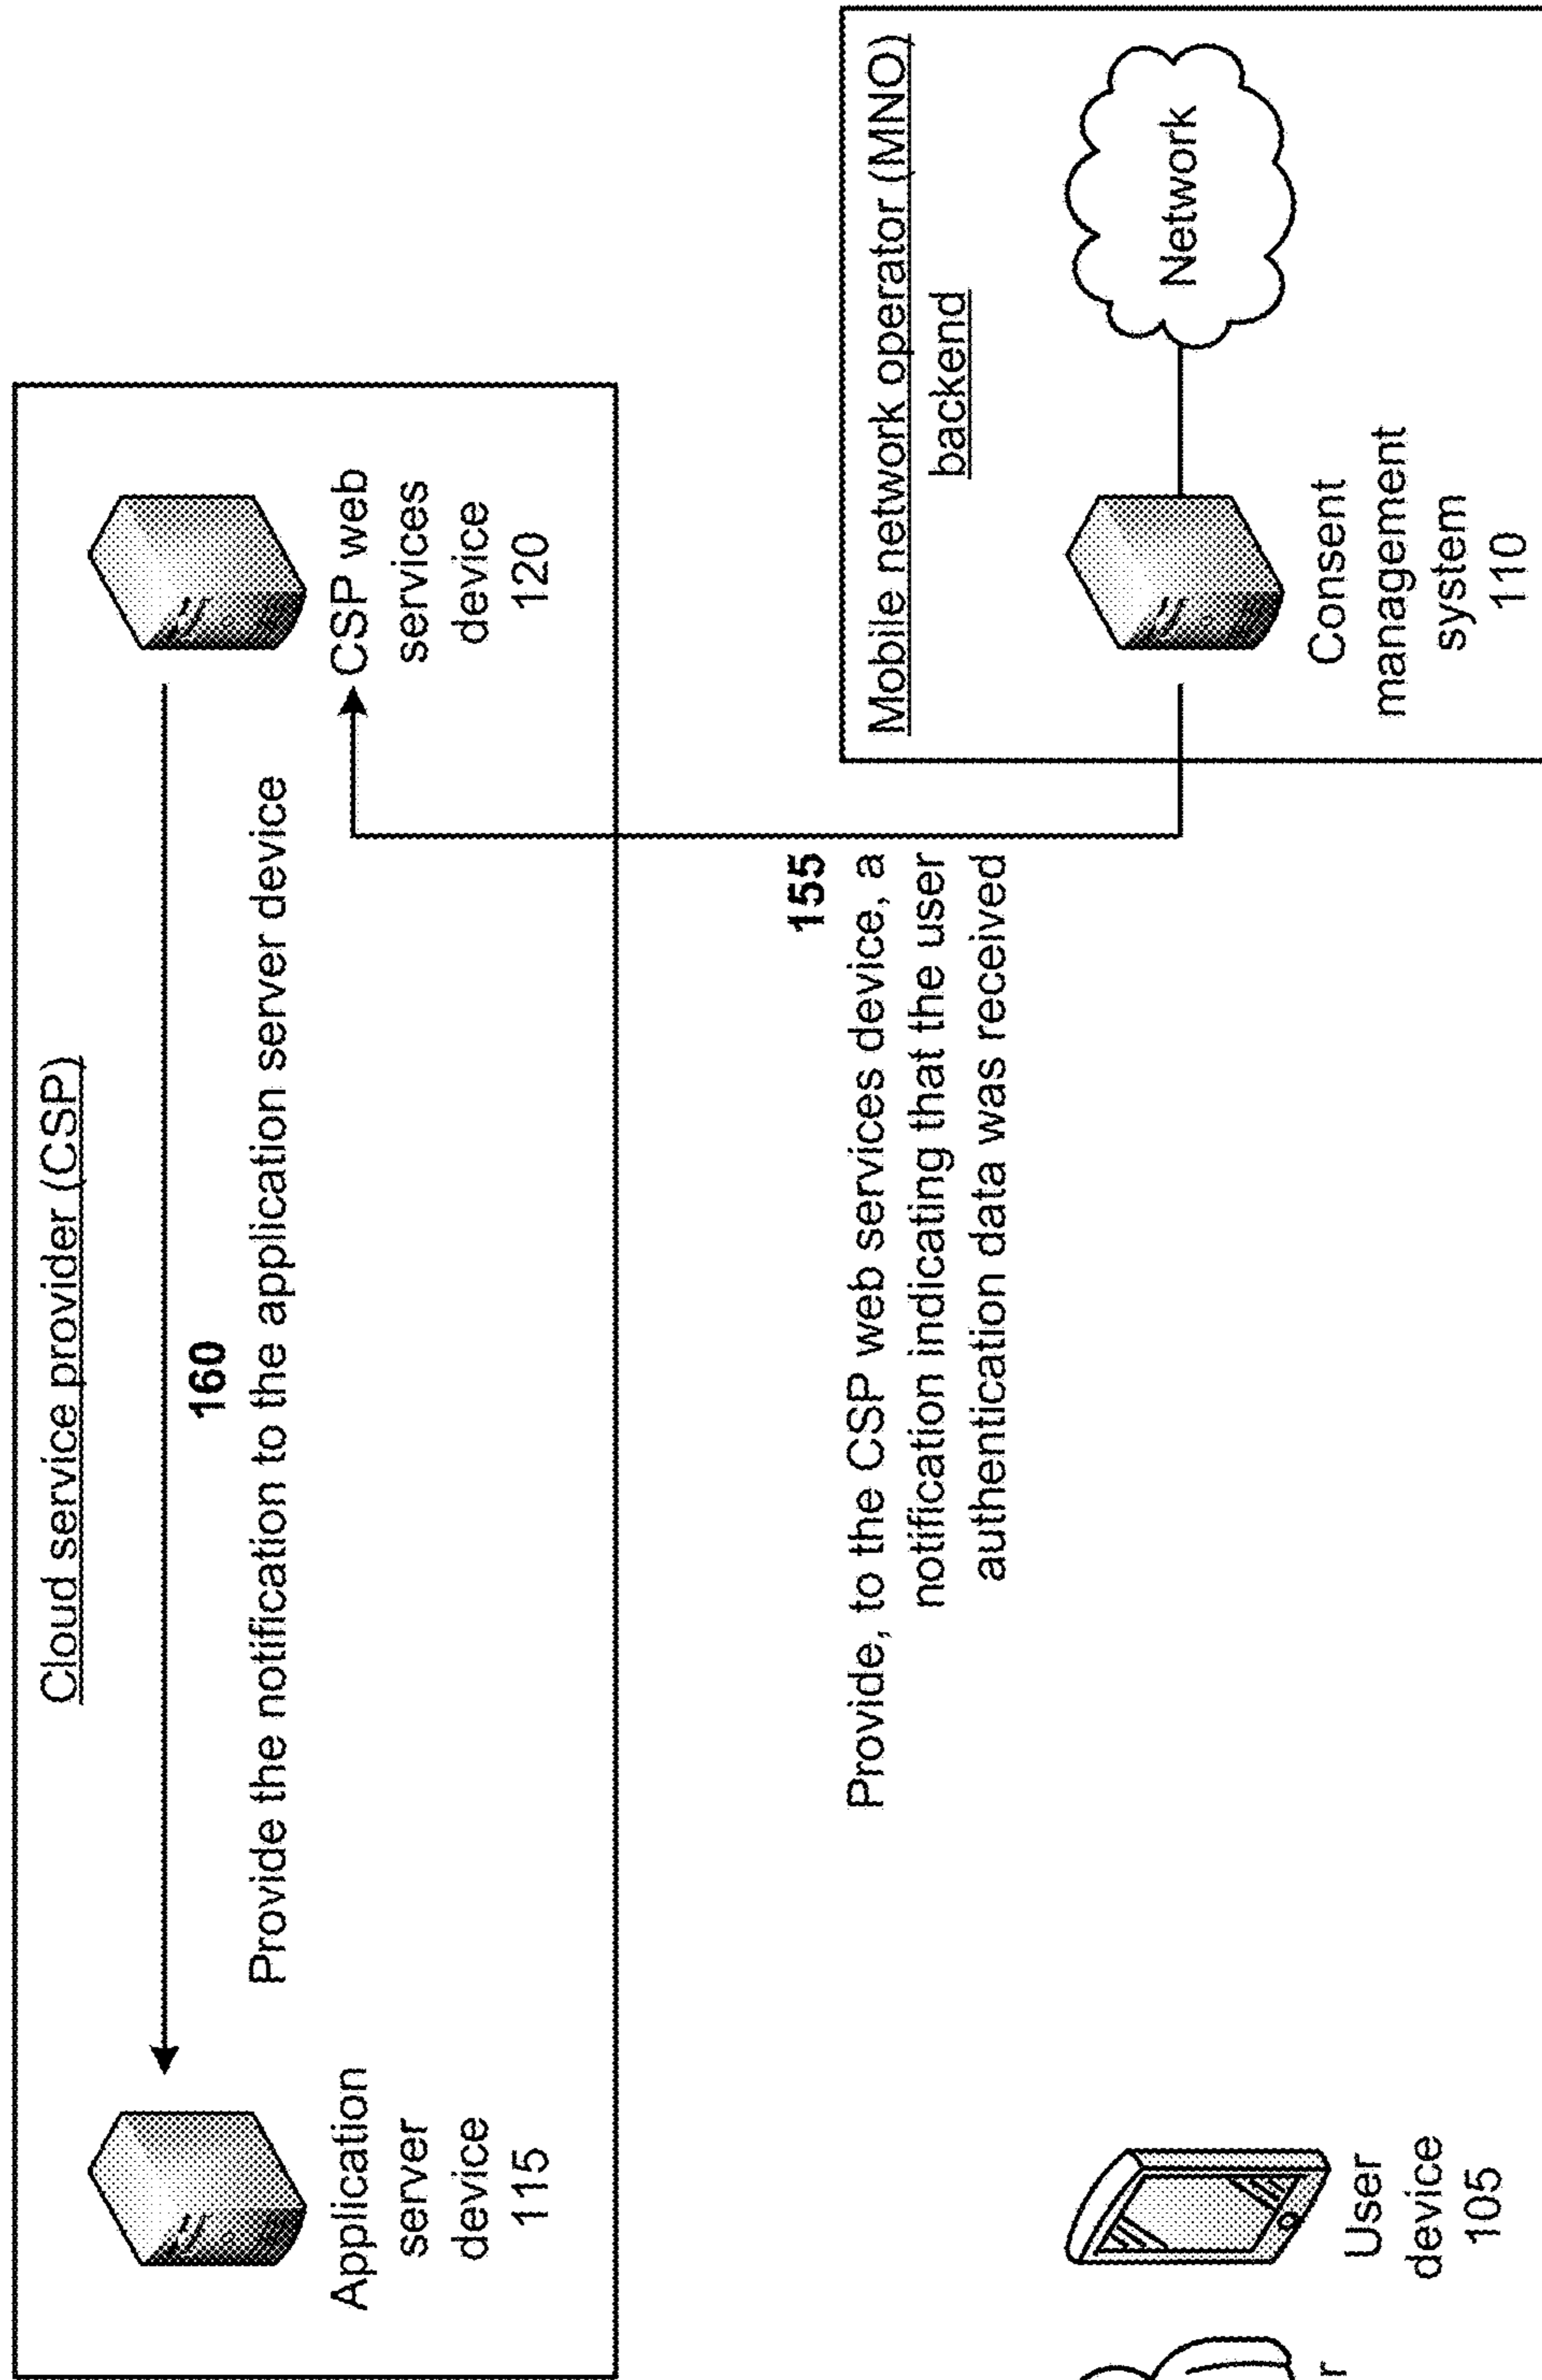 Cloud service provider (CSP)
160
Provide the notification to the application server device
Application
server
device
115
CSP web
services
device
120
155
Provide, to the CSP web services device, a
notification indicating that the user
authentication data was received
Mobile network operator (MNO)
backend
Network
Consent
management
system
110
User
device
105
r